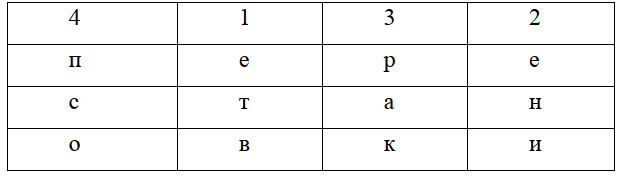 4 1 3 2
п е р е
с т а н
о в к и